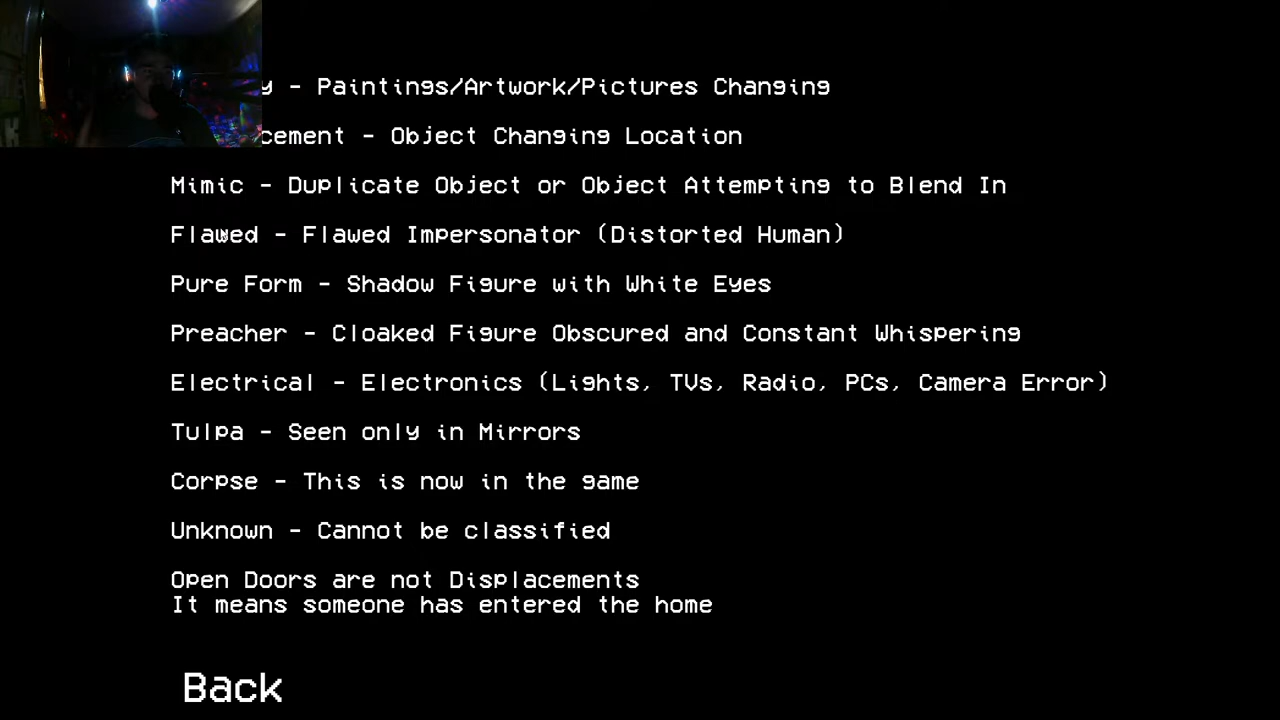 - Paintings/Artwork/Pictures Changing
- Object Changing Location
Mimic - Duplicate Object or Object Attempting to Blend In
Flawed - Flawed Impersonator (Distorted Human)
Pure Form - Shadow Figure with White Eyes
Preacher - Cloaked Figure Obscured and Constant Whispering
Electrical - Electronics (Lights, TVs, Radio, PCs, Camera Error)
Tulpa - Seen only in Mirrors
Corpse - This is now in the game
Unknown - Cannot be classified
Open Doors are not Displacements
It means someone has entered the home
Back